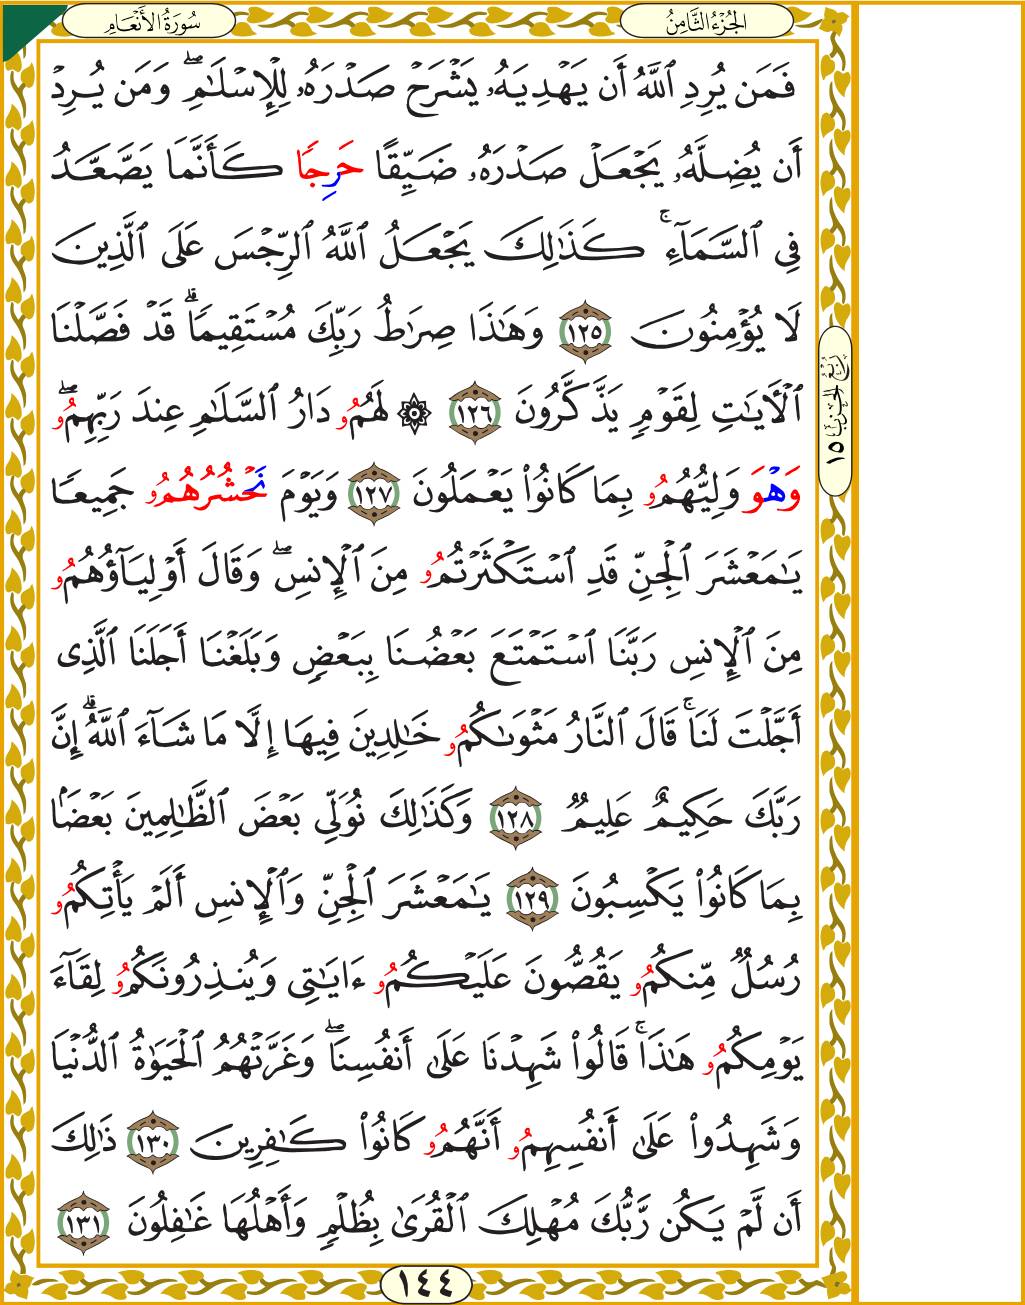 سُورَةُ الأَنْعَامِ
الجُزْءُ الثَّامِنُ
فَمَن يُرِدِ ٱللَّهُ أَن يَهْدِيَهُۥ يَشْرَحْ صَدْرَهُۥ لِلْإِسْلَٰمِۖ وَمَن يُرِدْ
أَن يُضِلَّهُۥ يَجْعَلْ صَدْرَهُۥ ضَيِّقًا حَرِجًا كَأَنَّمَا يَصَّعَّدُ
فِي ٱلسَّمَآءِۚ كَذَٰلِكَ يَجْعَلُ ٱللَّهُ ٱلرِّجْسَ عَلَى ٱلَّذِينَ
لَا يُؤْمِنُونَ ١٢٥ وَهَٰذَا صِرَٰطُ رَبِّكَ مُسْتَقِيمًاۗ قَدْ فَصَّلْنَا
ٱلْأٓيَٰتِ لِقَوْمٍ يَذَّكَّرُونَ ١٢٦ ۞ لَهُمُۥ دَارُ ٱلسَّلَٰمِ عِندَ رَبِّهِمُۥۖ
وَهْوَ وَلِيُّهُمُۥ بِمَا كَانُوا۟ يَعْمَلُونَ ١٢٧ وَيَوْمَ نَحْشُرُهُمُۥ جَمِيعًا
يَٰمَعْشَرَ ٱلْجِنِّ قَدِ ٱسْتَكْثَرْتُمُۥ مِنَ ٱلْإِنسِۖ وَقَالَ أَوْلِيَآؤُهُمُۥ
مِنَ ٱلْإِنسِ رَبَّنَا ٱسْتَمْتَعَ بَعْضُنَا بِبَعْضٍ وَبَلَغْنَا أَجَلَنَا ٱلَّذِى
أَجَّلْتَ لَنَاۚ قَالَ ٱلنَّارُ مَثْوَىٰكُمُۥ خَٰلِدِينَ فِيهَا إِلَّا مَا شَآءَ ٱللَّهُۗ إِنَّ
رَبَّكَ حَكِيمٌ عَلِيمٌ ١٢٨ وَكَذَٰلِكَ نُوَلِّى بَعْضَ ٱلظَّٰلِمِينَ بَعْضًۢا
بِمَا كَانُوا۟ يَكْسِبُونَ ١٢٩ يَٰمَعْشَرَ ٱلْجِنِّ وَٱلْإِنسِ أَلَمْ يَأْتِكُمُۥ
رُسُلٌ مِّنكُمُۥ يَقُصُّونَ عَلَيْكُمُۥ ءَايَٰتِى وَيُنذِرُونَكُمُۥ لِقَآءَ
يَوْمِكُمُۥ هَٰذَاۚ قَالُوا۟ شَهِدْنَا عَلَىٰ أَنفُسِنَاۖ وَغَرَّتْهُمُ ٱلْحَيَوٰةُ ٱلدُّنْيَا
وَشَهِدُوا۟ عَلَىٰ أَنفُسِهِمُۥ أَنَّهُمُۥ كَانُوا۟ كَٰفِرِينَ ١٣٠ ذَٰلِكَ
أَن لَّمْ يَكُن رَّبُّكَ مُهْلِكَ ٱلْقُرَىٰ بِظُلْمٍ وَأَهْلُهَا غَٰفِلُونَ ١٣١
رُبْعُ الحِزْبِ ١٥
١٤٤